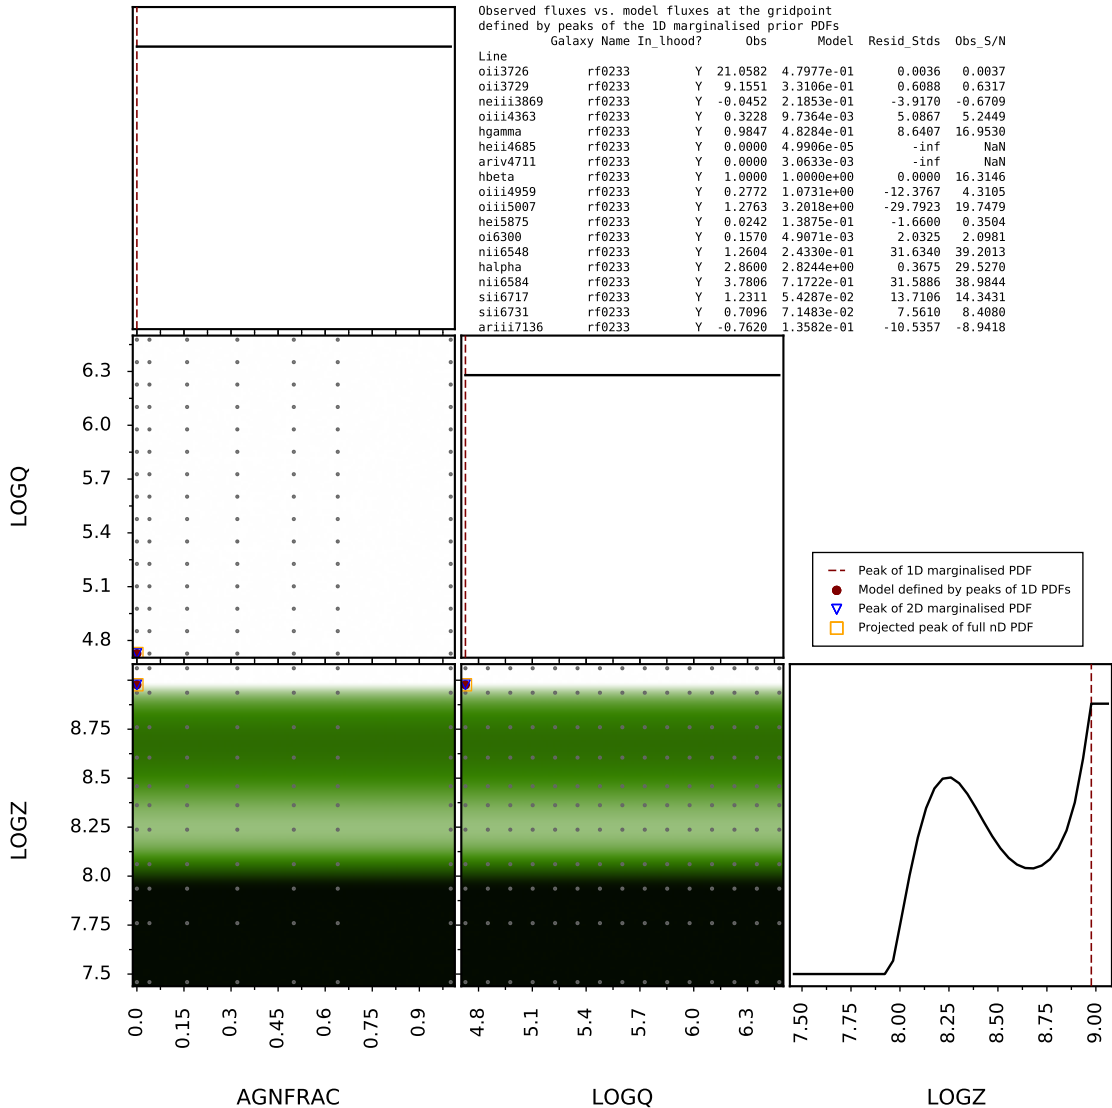 Observed fluxes vs. model fluxes at the gridpoint
defined by peaks of the 1D marginalised prior PDFs
Galaxy Name In_lhood? Obs Model Resid_Stds Obs_S/N
Line
oii3726 rf0233 Y 21.0582 4.7977e-01 0.0036 0.0037
oii3729 rf0233 Y 9.1551 3.3106e-01 0.6088 0.6317
neiii3869 rf0233 Y -0.0452 2.1853e-01 -3.9170 -0.6709
oiii4363 rf0233 Y 0.3228 9.7364e-03 5.0867 5.2449
hgamma rf0233 Y 0.9847 4.8284e-01 8.6407 16.9530
heii4685 rf0233 Y 0.0000 4.9906e-05 -inf NaN
ariv4711 rf0233 Y 0.0000 3.0633e-03 -inf NaN
hbeta rf0233 Y 1.0000 1.0000e+00 0.0000 16.3146
oiii4959 rf0233 Y 0.2772 1.0731e+00 -12.3767 4.3105
oiii5007 rf0233 Y 1.2763 3.2018e+00 -29.7923 19.7479
hei5875 rf0233 Y 0.0242 1.3875e-01 -1.6600 0.3504
oi6300 rf0233 Y 0.1570 4.9071e-03 2.0325 2.0981
nii6548 rf0233 Y 1.2604 2.4330e-01 31.6340 39.2013
halpha rf0233 Y 2.8600 2.8244e+00 0.3675 29.5270
nii6584 rf0233 Y 3.7806 7.1722e-01 31.5886 38.9844
sii6717 rf0233 Y 1.2311 5.4287e-02 13.7106 14.3431
sii6731 rf0233 Y 0.7096 7.1483e-02 7.5610 8.4080
ariii7136 rf0233 Y -0.7620 1.3582e-01 -10.5357 -8.9418
LOGQ
6.3
6.0
5.7
5.4
5.1
4.8
Peak of 1D marginalised PDF
Model defined by peaks of 1D PDFs
Peak of 2D marginalised PDF
Projected peak of full nD PDF
LOGZ
8.75
8.5
8.25
8.0
7.75
7.5
0.0 0.15 0.3 0.45 0.6 0.75 0.9
4.8 5.1 5.4 5.7 6.0 6.3
7.50 7.75 8.00 8.25 8.50 8.75 9.00
AGNFRAC
LOGQ
LOGZ